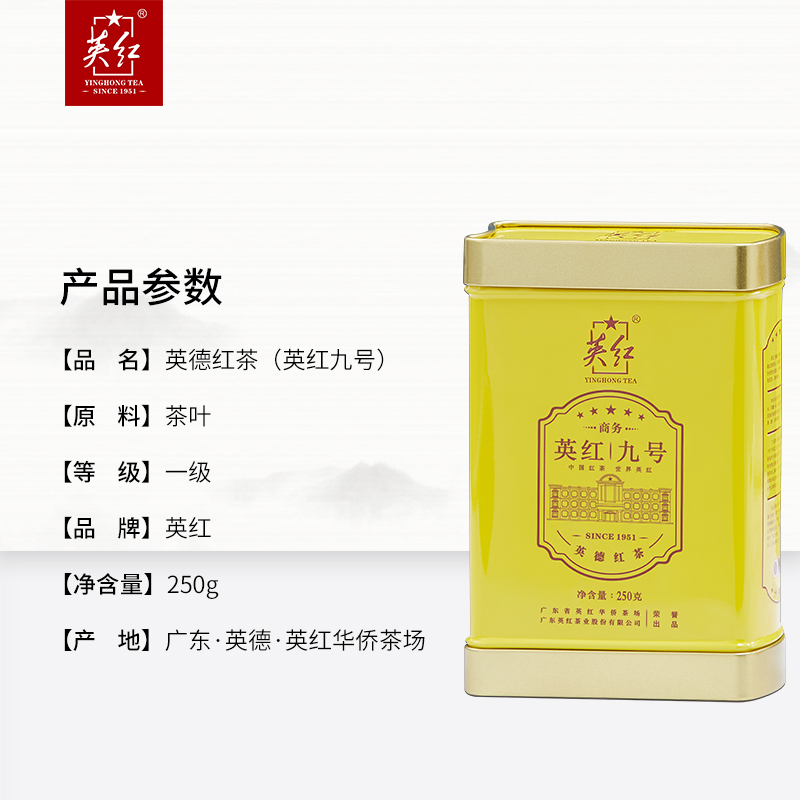 英红
®
YINGHONG TEA
SINCE 1951
产品参数
【品 名】英德红茶（英红九号）
【原 料】茶叶
【等 级】一级
【品 牌】英红
【净含量】250g
【产 地】广东·英德·英红华侨茶场
®
英红
YINGHONG TEA
商务
英红|九号
中国红茶 世界英红
SINCE 1951
英德红茶
净含量：250克
广东省英红华侨茶场 荣誉
广东英红茶业股份有限公司 出品